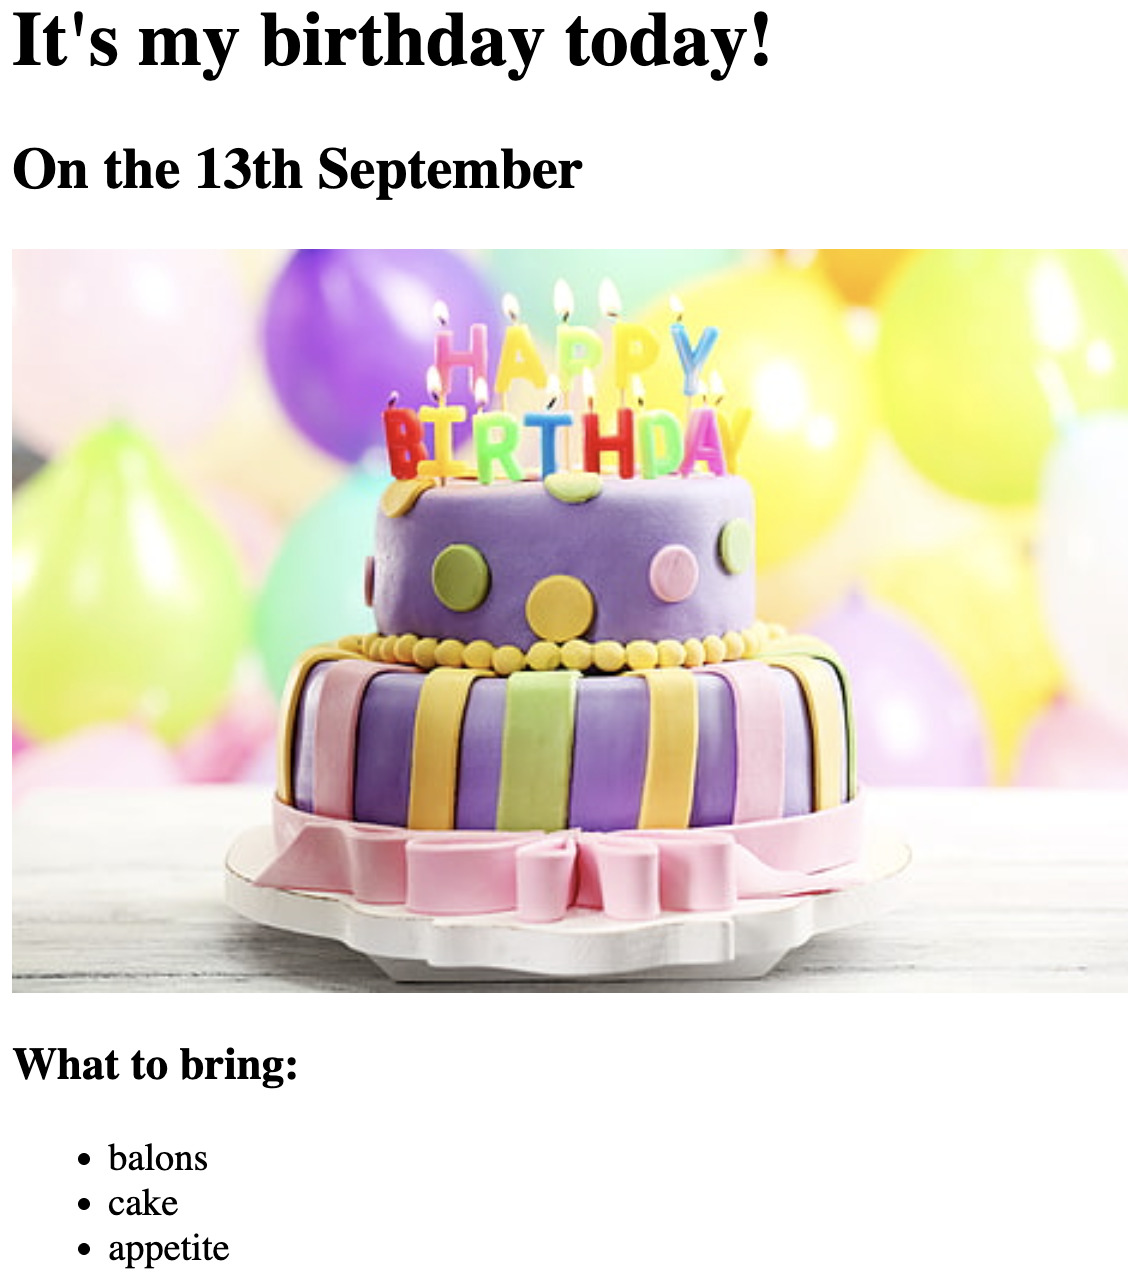 It's my birthday today!
On the 13th September
HAPPY
BIRTHDAY
What to bring:
balons
cake
appetite